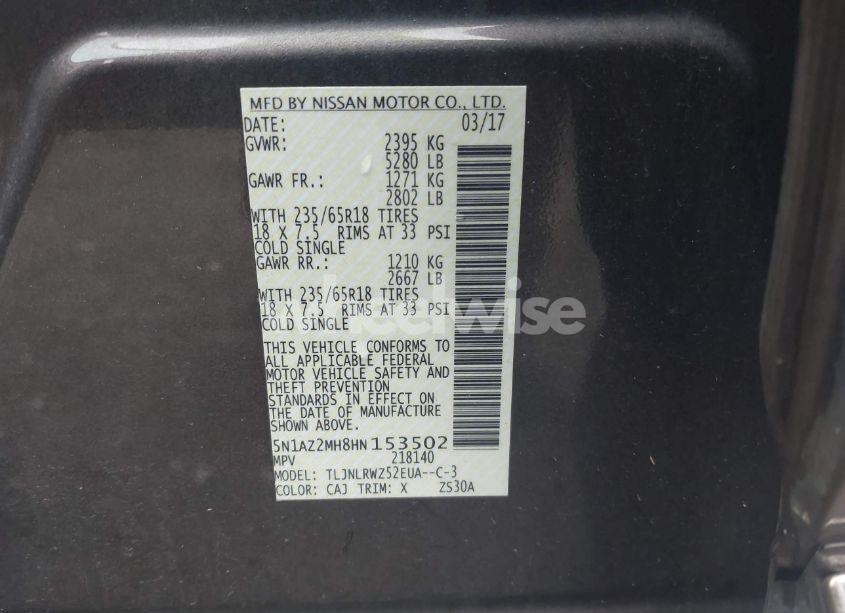 MFD BY NISSAN MOTOR CO., LTD.
DATE: 03/17
GVWR: 2395 KG
5280 LB
GAWR FR.: 1271 KG
2802 LB
WITH 235/65R18 TIRES
18 X 7.5 RIMS AT 33 PSI
COLD SINGLE
GAWR RR.: 1210 KG
2667 LB
WITH 235/65R18 TIRES
18 X 7.5 RIMS AT 33 PSI
COLD SINGLE
THIS VEHICLE CONFORMS TO
ALL APPLICABLE FEDERAL
MOTOR VEHICLE SAFETY AND
THEFT PREVENTION
STANDARDS IN EFFECT ON
THE DATE OF MANUFACTURE
SHOWN ABOVE.
5N1AZ2MH8HN153502
MPV 218140
MODEL: TLJNLRWZ52EUA--C-3
COLOR: CAJ TRIM: X ZS30A